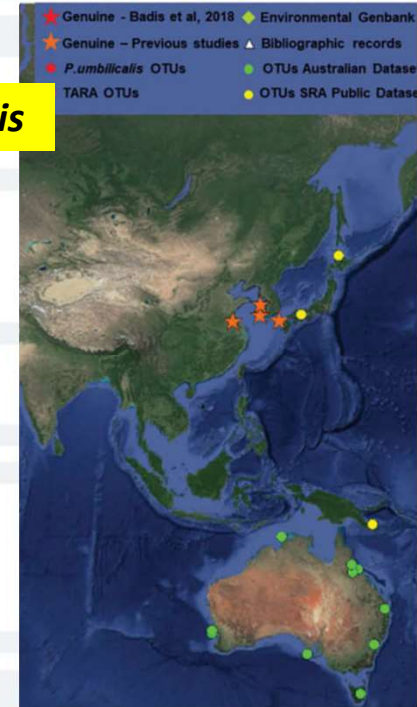 is
Genuine - Badis et al, 2018 Environmental Genbank
Genuine – Previous studies Bibliographic records
P.umbilicalis OTUs OTUs Australian Dataset
TARA OTUs OTUs SRA Public Datase